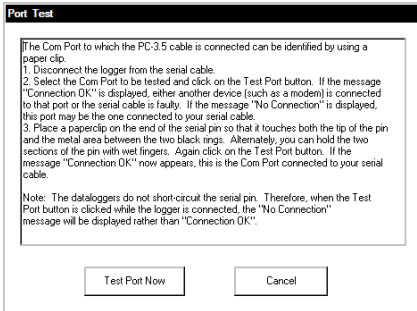 Port Test
The Com Port to which the PC-3.5 cable is connected can be identified by using a
paper clip.
1. Disconnect the logger from the serial cable.
2. Select the Com Port to be tested and click on the Test Port button.  If the message
"Connection OK" is displayed, either another device (such as a modem) is connected
to that port or the serial cable is faulty.  If the message "No Connection" is displayed,
this port may be the one connected to your serial cable.
3. Place a paperclip on the end of the serial pin so that it touches both the tip of the pin
and the metal area between the two black rings.  Alternately, you can hold the two
sections of the pin with wet fingers.  Again click on the Test Port button.  If the
message "Connection OK" now appears, this is the Com Port connected to your serial
cable.
Note:  The dataloggers do not short-circuit the serial pin.  Therefore, when the Test
Port button is clicked while the logger is connected, the "No Connection"
message will be displayed rather than "Connection OK".
Test Port Now
Cancel